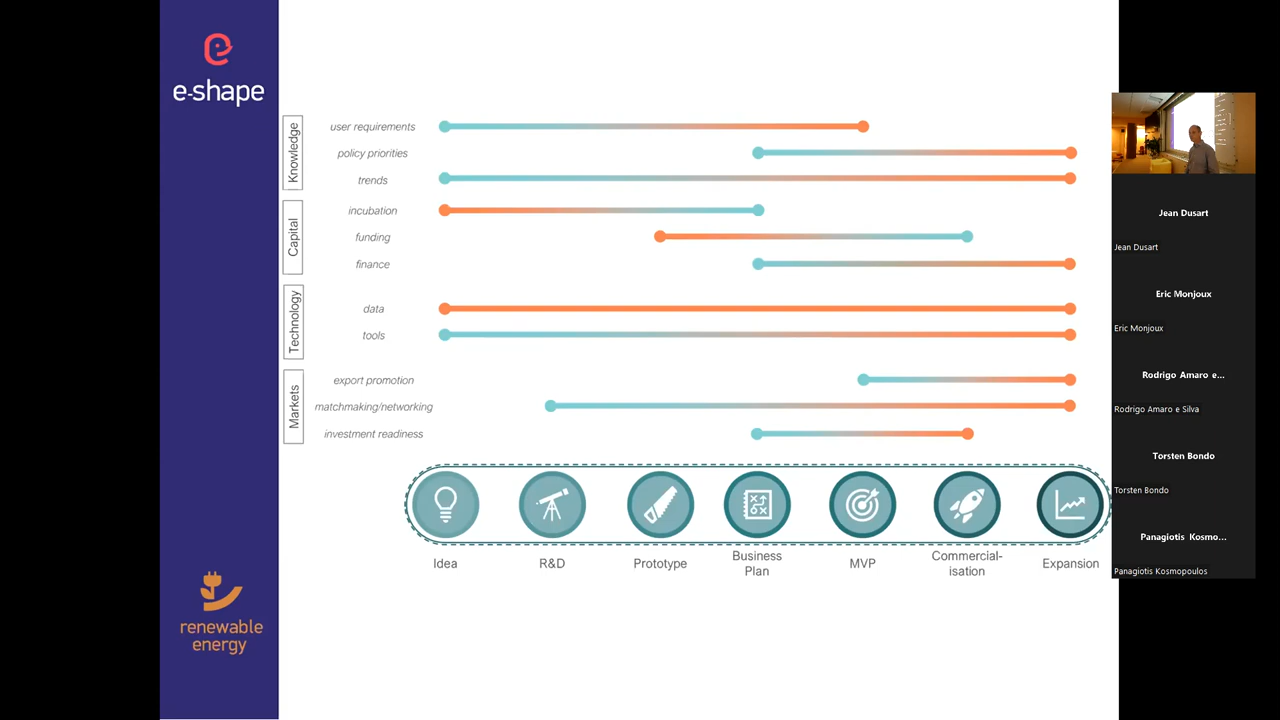 e-shape
Knowledge
user requirements
policy priorities
trends
Capital
incubation
funding
finance
Technology
data
tools
Markets
export promotion
matchmaking/networking
investment readiness
Idea
R&D
Prototype
Business
Plan
MVP
Commercial-
isation
Expansion
renewable
energy
Jean Dusart
Jean Dusart
Eric Monjoux
Eric Monjoux
Rodrigo Amaro e...
Rodrigo Amaro e Silva
Torsten Bondo
Torsten Bondo
Panagiotis Kosmo...
Panagiotis Kosmopoulos